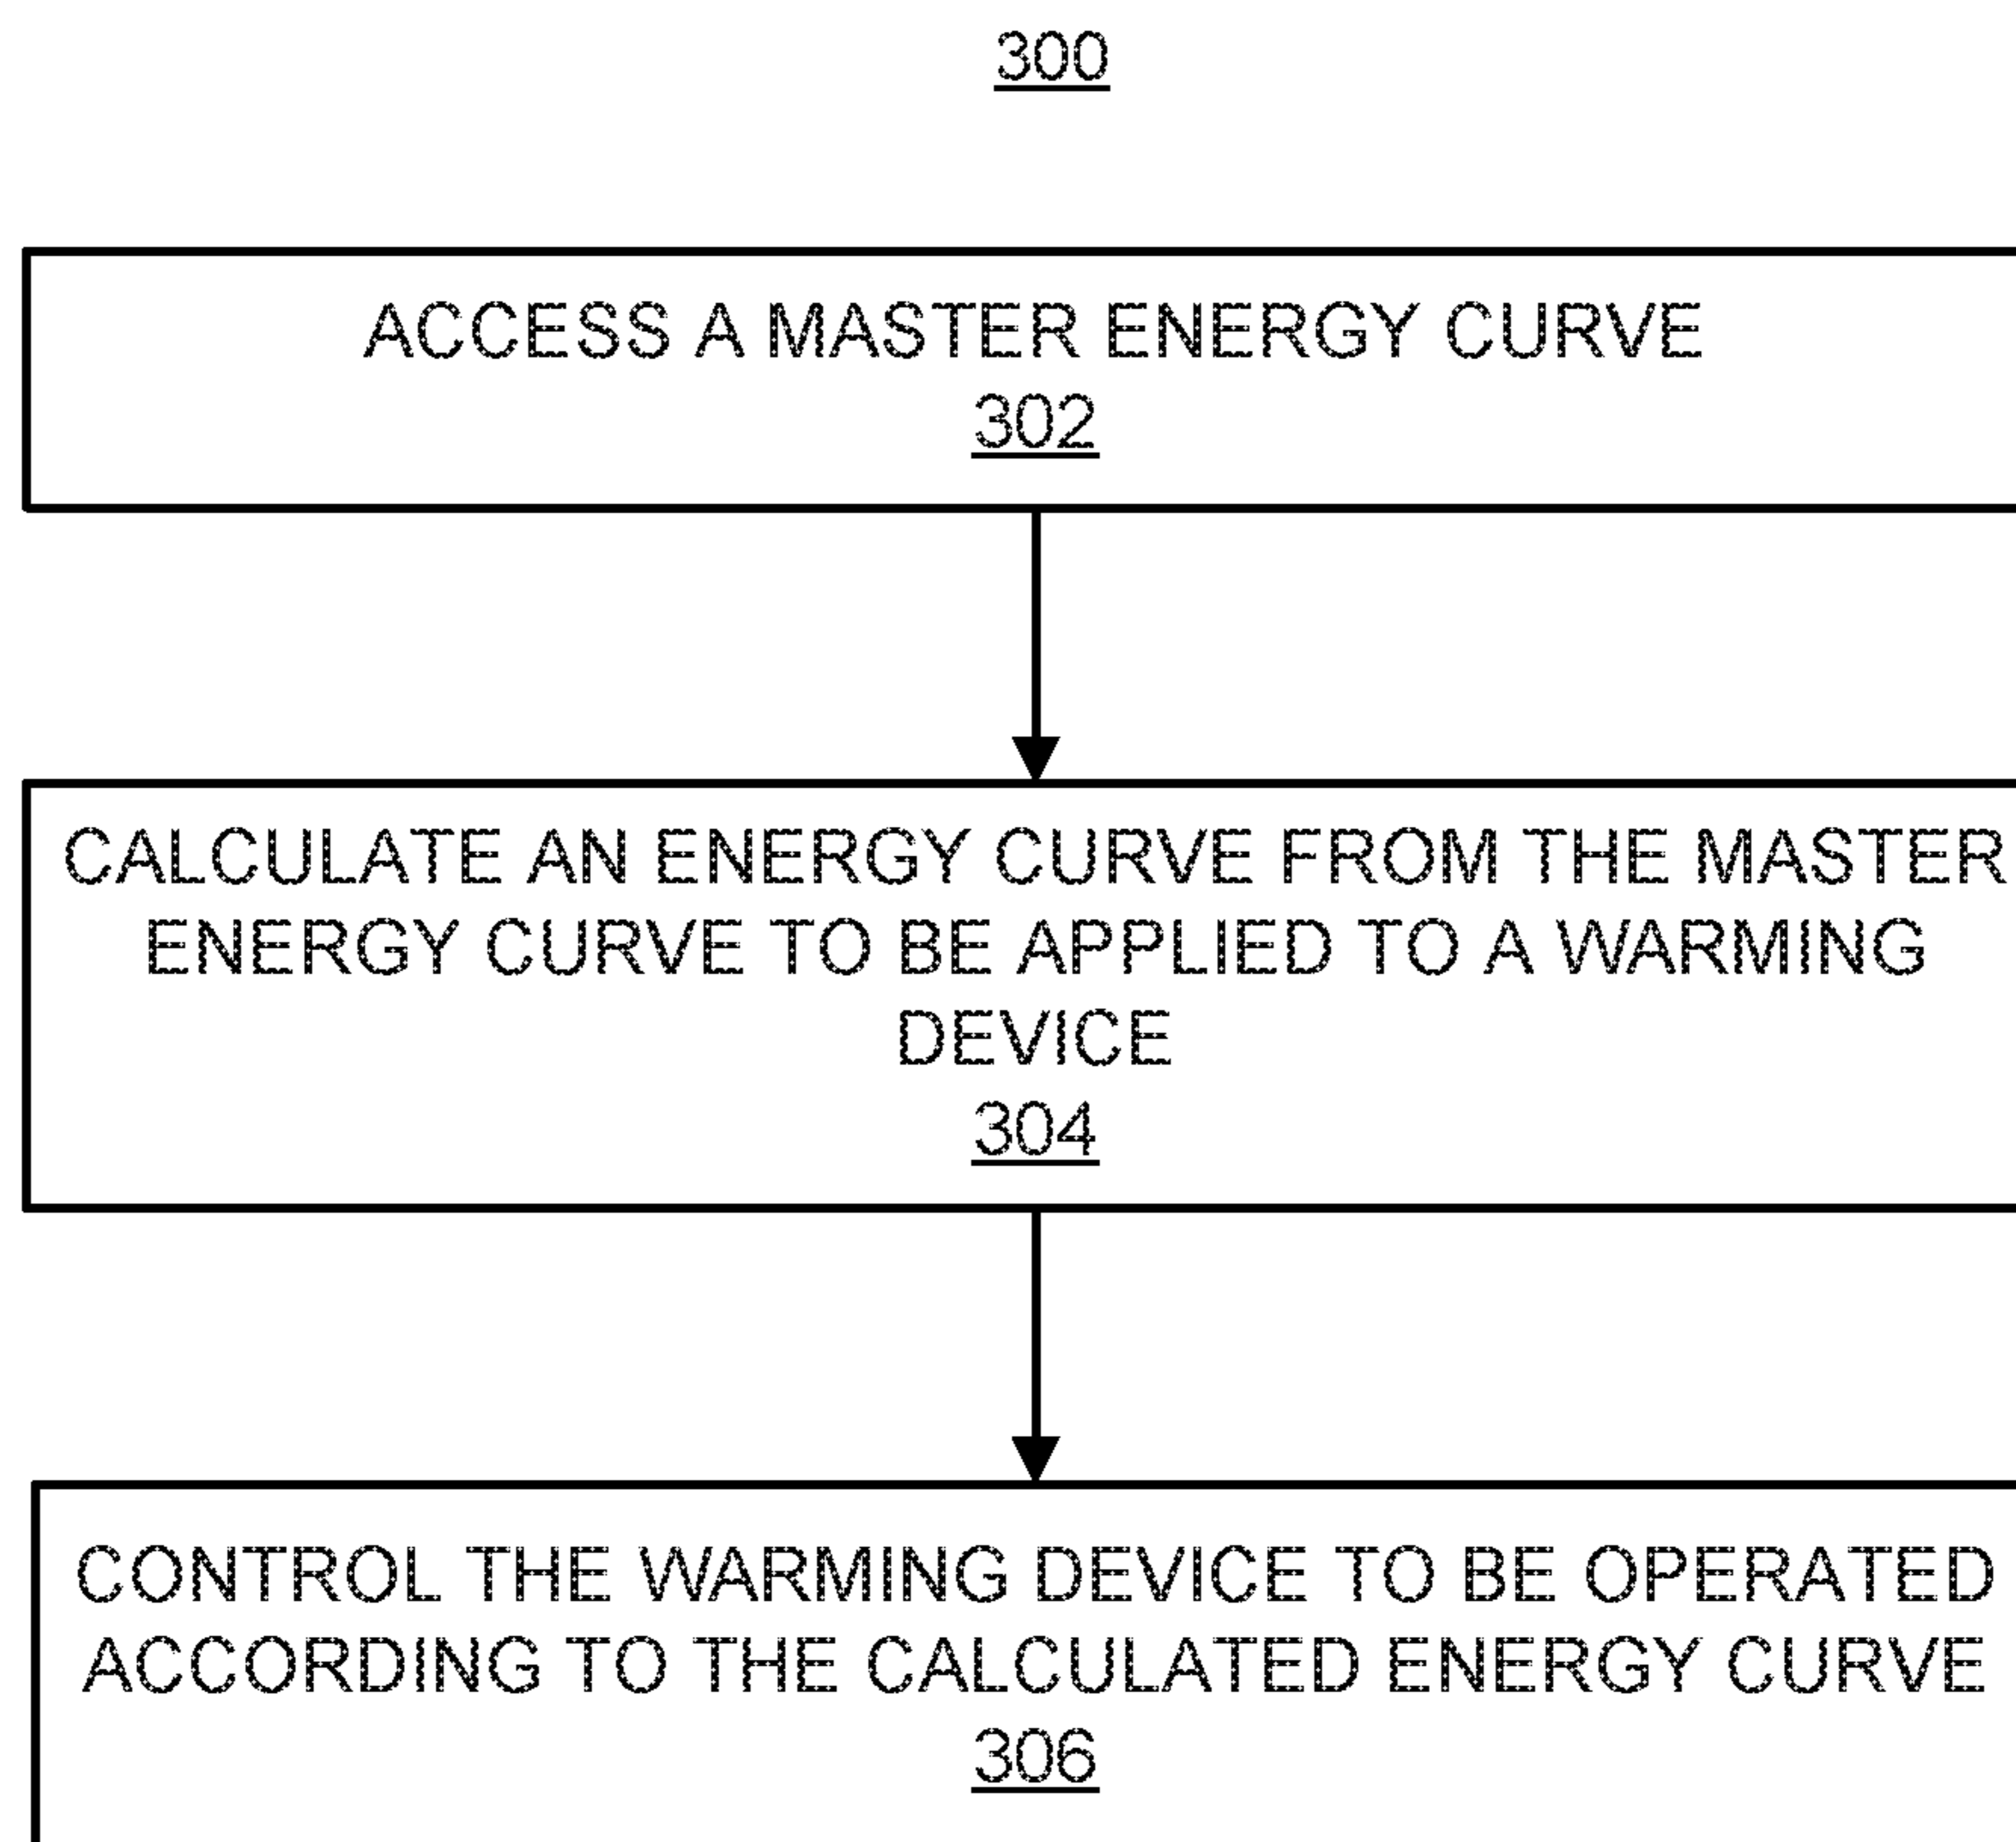 300
ACCESS A MASTER ENERGY CURVE
302
CALCULATE AN ENERGY CURVE FROM THE MASTER
ENERGY CURVE TO BE APPLIED TO A WARMING
DEVICE
304
CONTROL THE WARMING DEVICE TO BE OPERATED
ACCORDING TO THE CALCULATED ENERGY CURVE
306